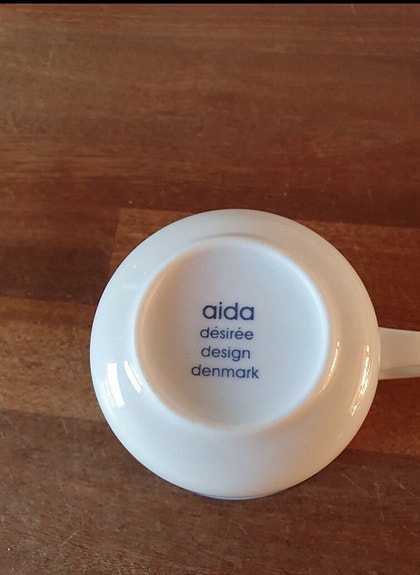 aida
désirée
design
denmark